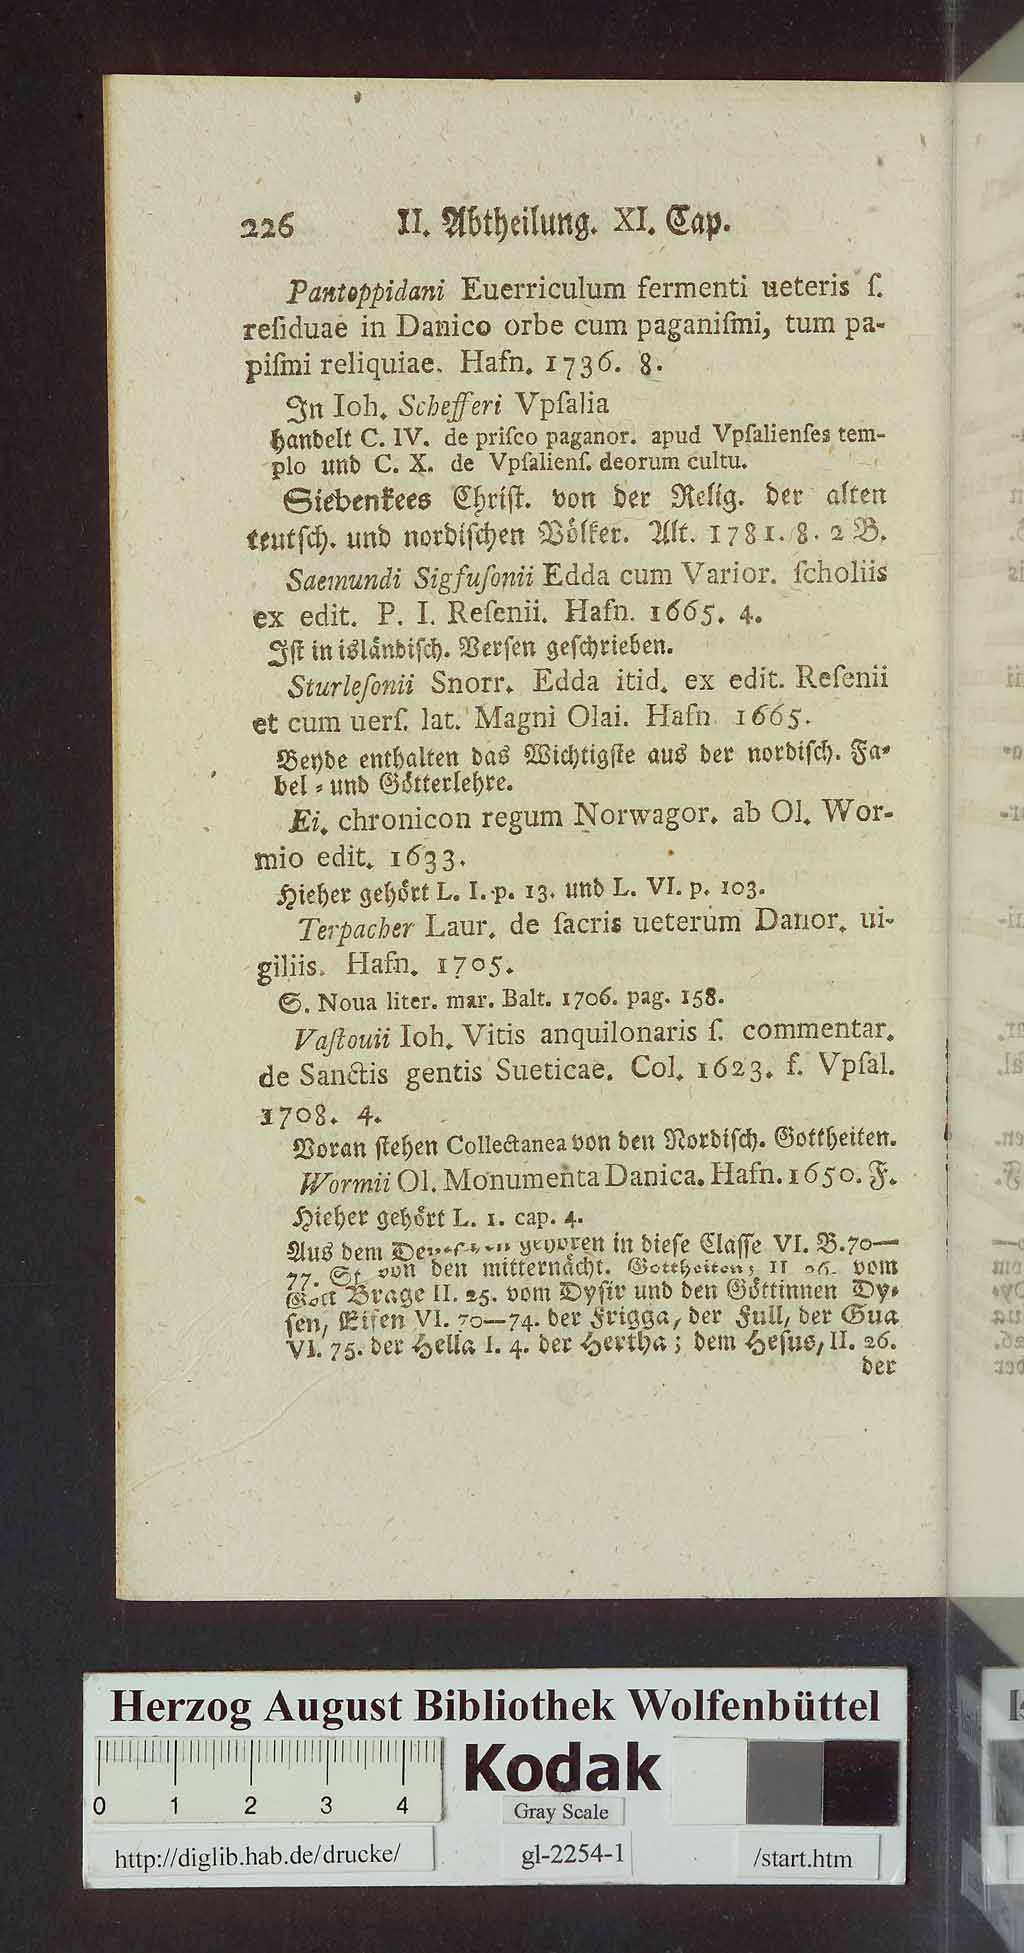 226 II. Abtheilung. XI. Cap.
Pantoppidani Euerriculum fermenti ueteris ſ.
reſiduae in Danico orbe cum paganiſmi, tum pa-
piſmi reliquiae. Hafn. 1736. 8.
In Ioh. Schefferi Vpſalia
handelt C. IV. de priſco paganor. apud Vpſalienſes tem-
plo und C. X. de Vpſalienſ. deorum cultu.
Siebenkees Chriſt. von der Relig. der alten
teutſch. und nordiſchen Völker. Alt. 1781. 8. 2 B.
Saemundi Sigfuſonii Edda cum Varior. ſcholiis
ex edit. P. I. Reſenii. Hafn. 1665. 4.
Iſt in isländiſch. Verſen geſchrieben.
Sturleſonii Snorr. Edda itid. ex edit. Reſenii
et cum uerſ. lat. Magni Olai. Hafn 1665.
Beyde enthalten das Wichtigſte aus der nordiſch. Fa-
bel - und Götterlehre.
Ei. chronicon regum Norwagor. ab Ol. Wor-
mio edit. 1633.
Hieher gehört L. I. p. 13. und L. VI. p. 103.
Terpacher Laur. de ſacris ueterum Danor. ui-
giliis. Hafn. 1705.
S. Noua liter. mar. Balt. 1706. pag. 158.
Vaſtouii Ioh. Vitis anquilonaris ſ. commentar.
de Sanctis gentis Sueticae. Col. 1623. f. Vpſal.
1708. 4.
Voran ſtehen Collectanea von den Nordiſch. Gottheiten.
Wormii Ol. Monumenta Danica. Hafn. 1650. F.
Hieher gehört L. 1. cap. 4.
Aus dem gehören in dieſe Claſſe VI. B. 70—
77. St von den mitternächt. Gottheiten; II 26. vom
Gott Brage II. 25. vom Dyſir und den Göttinnen Dy-
ſen, Eiſen VI. 70—74. der Frigga, der Full, der Gua
VI. 75. der Hella I. 4. der Hertha; dem Heſus, II. 26.
der
Herzog August Bibliothek Wolfenbüttel
0 1 2 3 4
Kodak
Gray Scale
http://diglib.hab.de/drucke/ gl-2254-1 /start.htm